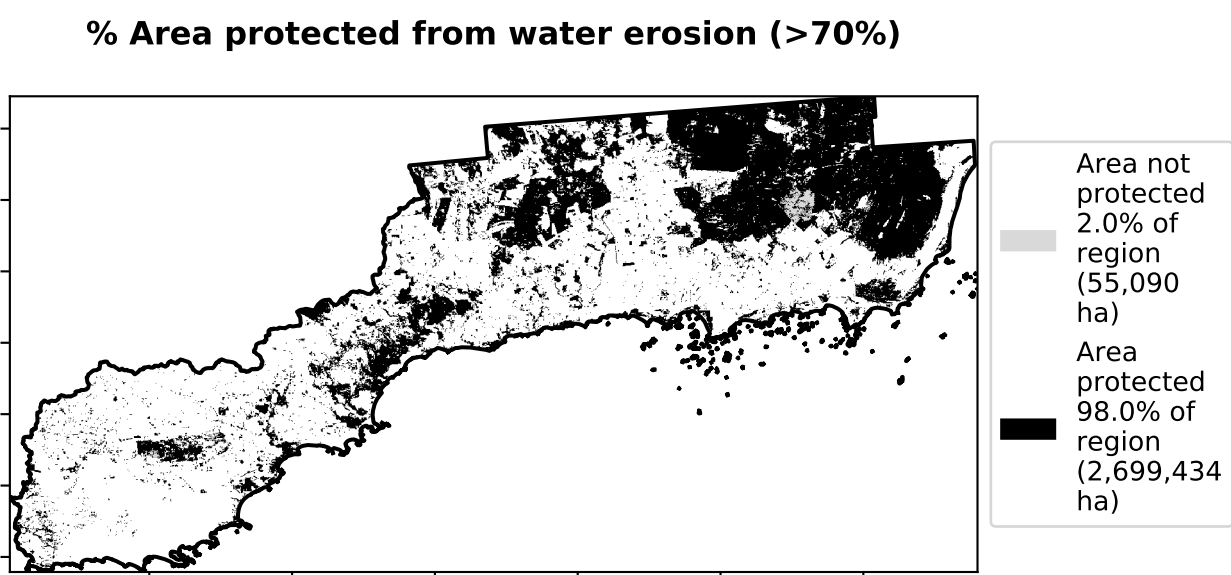 % Area protected from water erosion (>70%)
Area not
protected
2.0% of
region
(55,090
ha)
Area
protected
98.0% of
region
(2,699,434
ha)